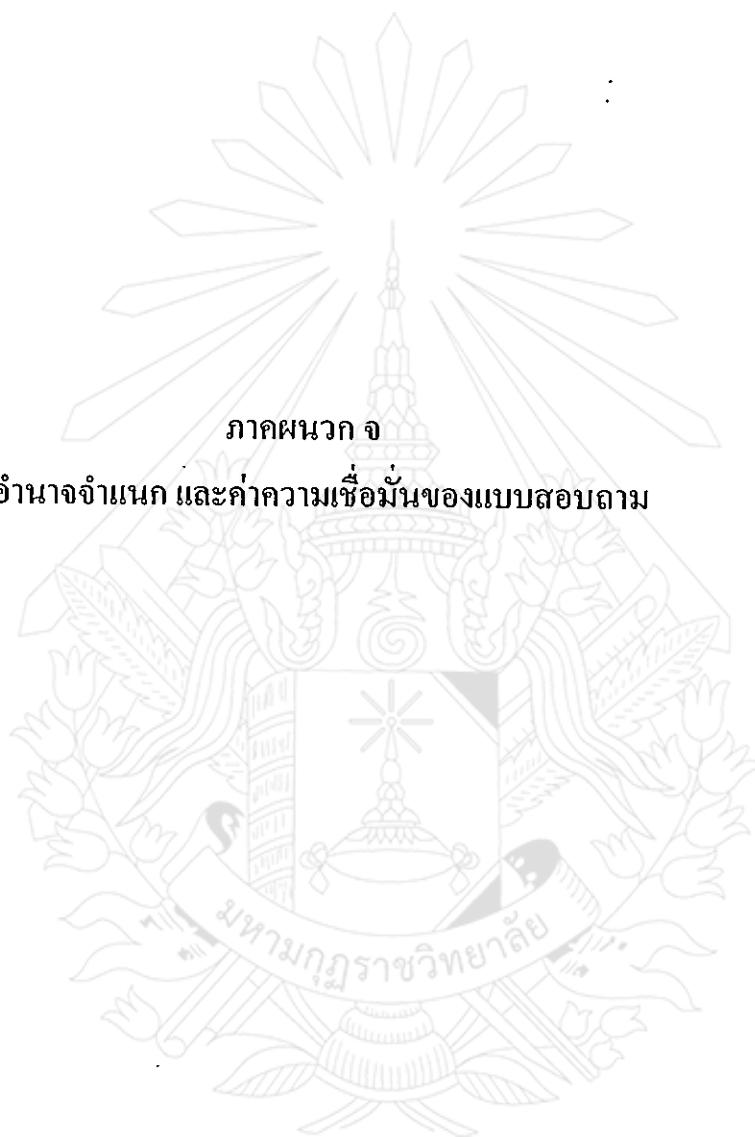 ภาคผนวก จ
อำนาจจำแนก และค่าความเชื่อมั่นของแบบสอบถาม
มหามกุฏราชวิทยาลัย